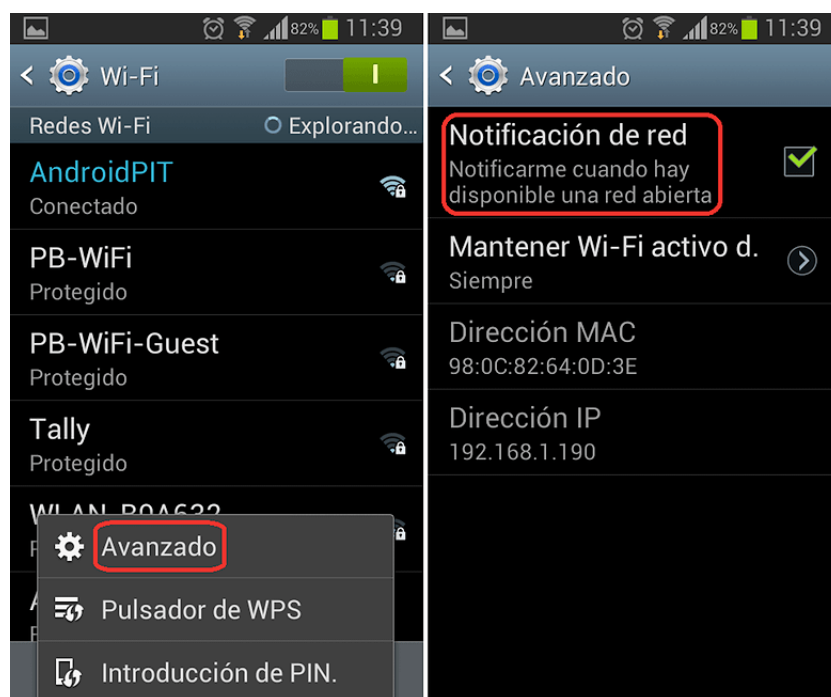 82% 11:39
Wi-Fi
Redes Wi-Fi Explorando...
AndroidPIT
Conectado
PB-WiFi
Protegido
PB-WiFi-Guest
Protegido
Tally
Protegido
Avanzado
Pulsador de WPS
Introducción de PIN.
82% 11:39
Avanzado
Notificación de red
Notificarme cuando hay
disponible una red abierta
Mantener Wi-Fi activo d.
Siempre
Dirección MAC
98:0C:82:64:0D:3E
Dirección IP
192.168.1.190